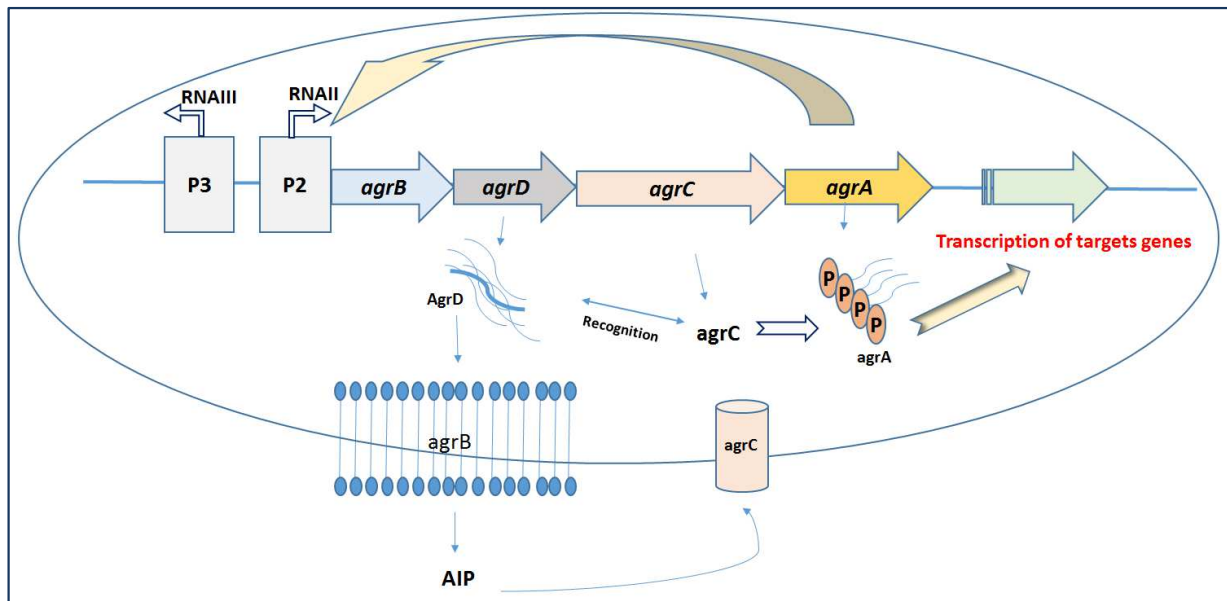 RNAIII
RNAII
P3
P2
agrB
agrD
agrC
agrA
Transcription of targets genes
AgrD
Recognition
agrC
P
P
P
P
agrA
agrB
agrC
AIP